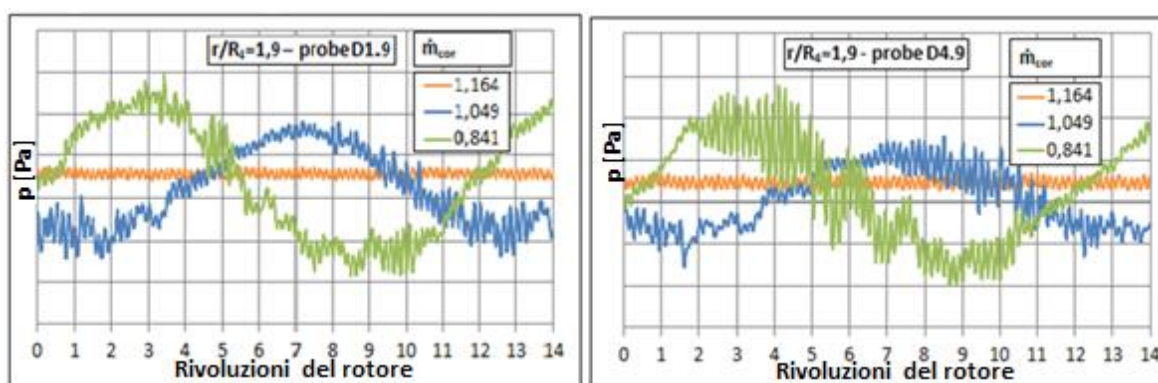 r/R₄=1,9 – probe D1.9
ṁcor
1,164
1,049
0,841
p [Pa]
0 1 2 3 4 5 6 7 8 9 10 11 12 13 14
Rivoluzioni del rotore
r/R₄=1,9 - probe D4.9
ṁcor
1,164
1,049
0,841
p [Pa]
0 1 2 3 4 5 6 7 8 9 10 11 12 13 14
Rivoluzioni del rotore